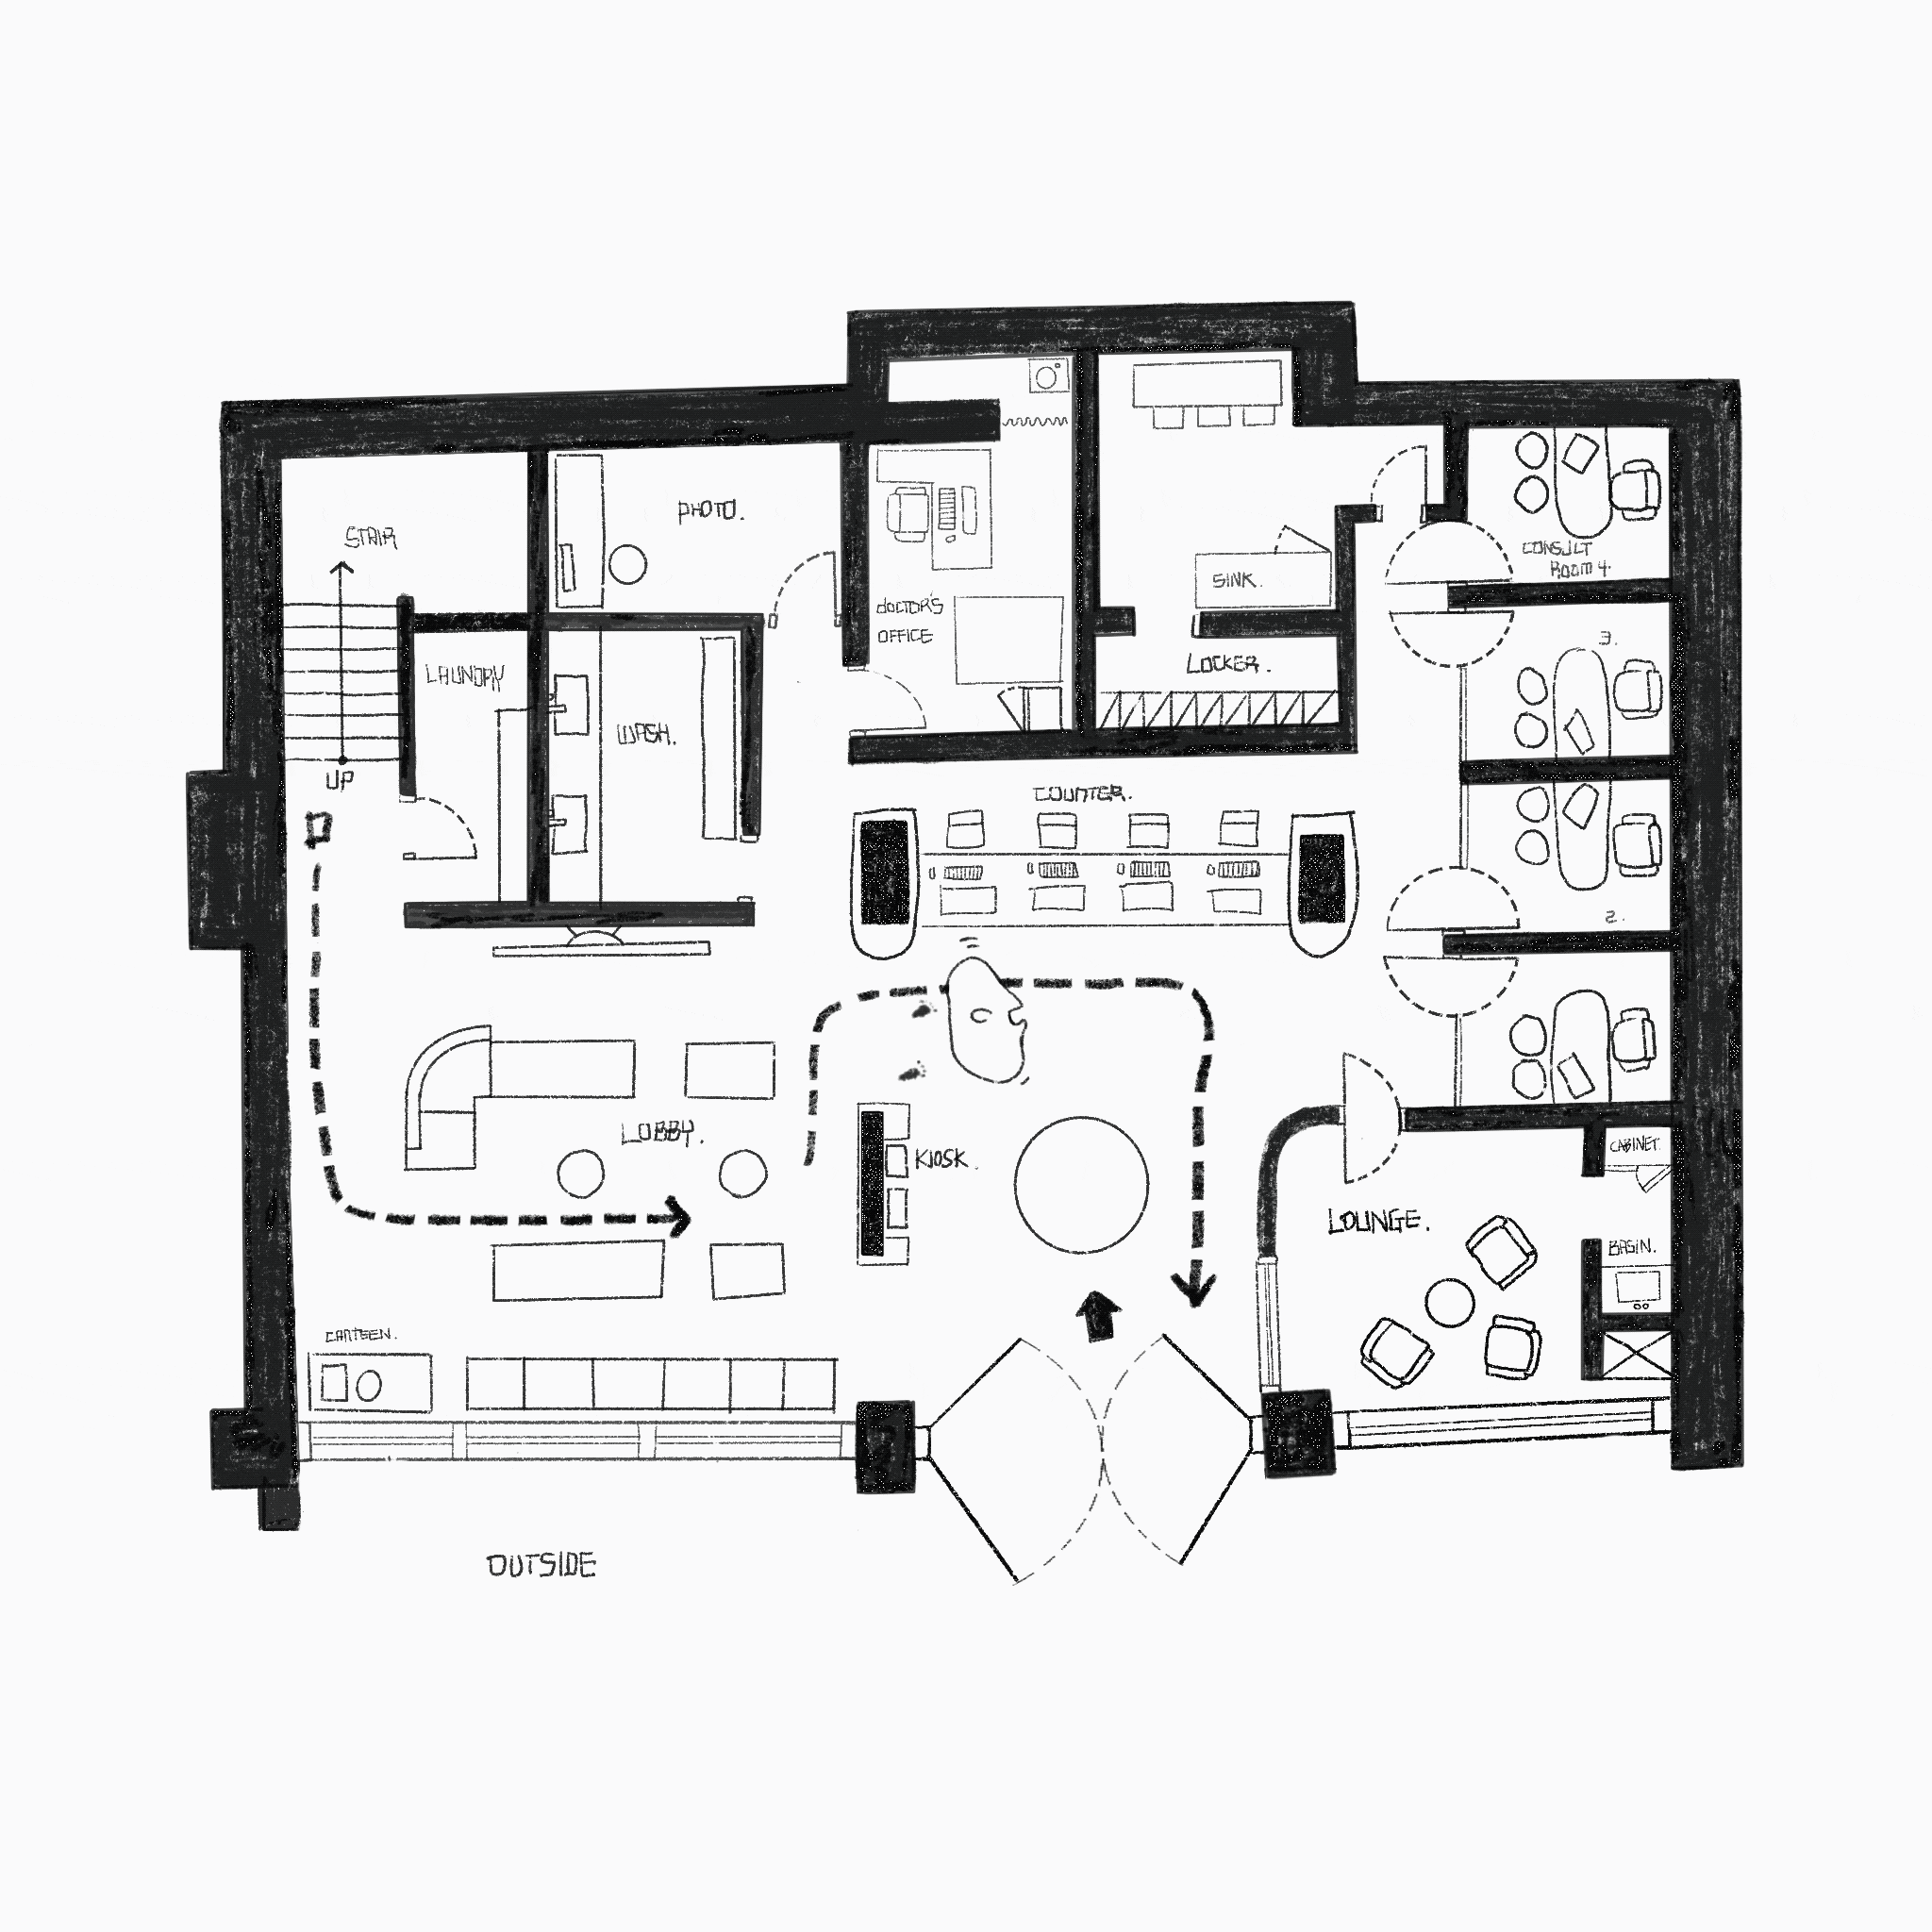 PHOTO.
STAIR
CONSULT
ROOM 4.
SINK.
DOCTOR'S
OFFICE
3.
LOCKER.
LAUNDRY
WASH.
UP
COUNTER.
2.
LOBBY.
KIOSK.
CABINET.
LOUNGE.
BASIN.
CANTEEN.
OUTSIDE